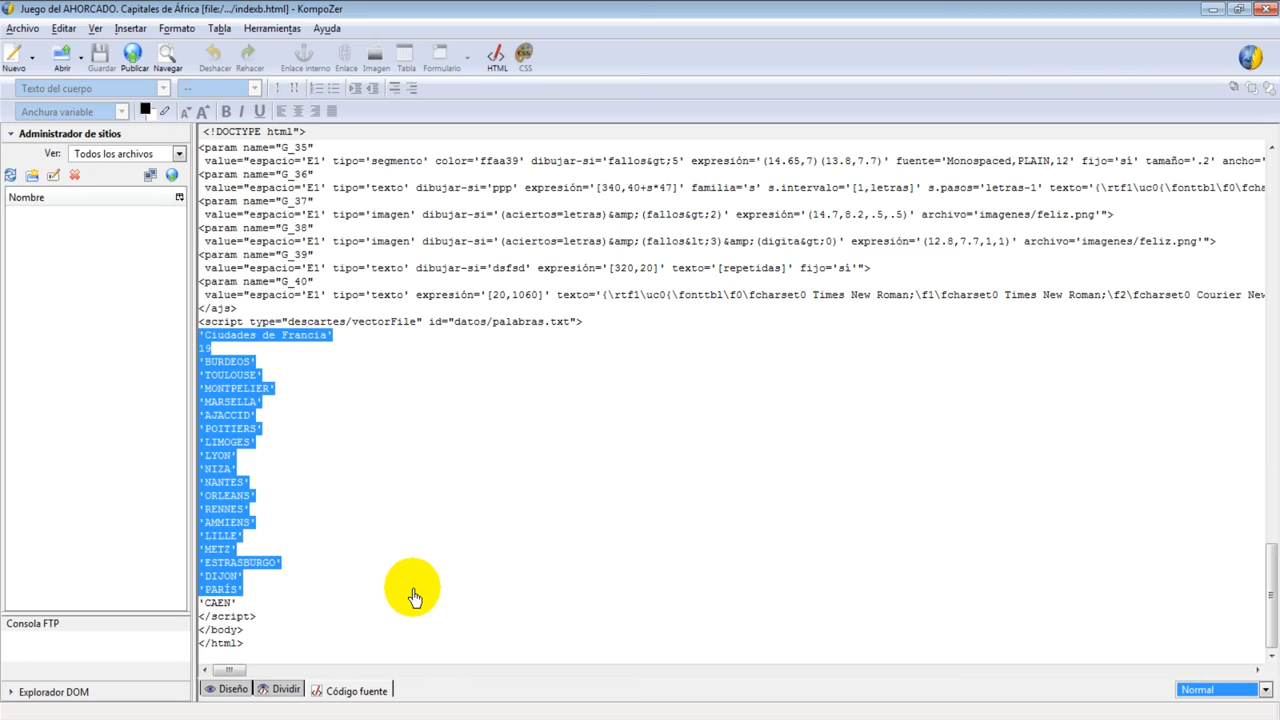 Juego del AHORCADO. Capitales de África [file:/.../indexb.html] - KompoZer
Archivo Editar Ver Insertar Formato Tabla Herramientas Ayuda
Nuevo Abrir Guardar Publicar Navegar Deshacer Rehacer Enlace interno Enlace Imagen Tabla Formulario HTML CSS
Texto del cuerpo --
Anchura variable A A B I U
Administrador de sitios
Ver: Todos los archivos
Nombre
<!DOCTYPE html">
<param name="G_35"
value="espacio='E1' tipo='segmento' color='ffaa39' dibujar-si='fallos&gt;5' expresión='(14.65,7)(13.8,7.7)' fuente='Monospaced,PLAIN,12' fijo='sí' tamaño='.2' ancho=
<param name="G_36"
value="espacio='E1' tipo='texto' dibujar-si='ppp' expresión='[340,40+s*47]' familia='s' s.intervalo='[1,letras]' s.pasos='letras-1' texto='{\rtf1\uc0{\fonttbl\f0\fcha
<param name="G_37"
value="espacio='E1' tipo='imagen' dibujar-si='(aciertos=letras)&amp;(fallos&gt;2)' expresión='(14.7,8.2,.5,.5)' archivo='imagenes/feliz.png'">
<param name="G_38"
value="espacio='E1' tipo='imagen' dibujar-si='(aciertos=letras)&amp;(fallos&lt;3)&amp;(digita&gt;0)' expresión='(12.8,7.7,1,1)' archivo='imagenes/feliz.png'">
<param name="G_39"
value="espacio='E1' tipo='texto' dibujar-si='dsfsd' expresión='[320,20]' texto='[repetidas]' fijo='sí'">
<param name="G_40"
value="espacio='E1' tipo='texto' expresión='[20,1060]' texto='{\rtf1\uc0{\fonttbl\f0\fcharset0 Times New Roman;\f1\fcharset0 Times New Roman;\f2\fcharset0 Courier New
</ajs>
<script type="descartes/vectorFile" id="datos/palabras.txt">
'Ciudades de Francia'
19
'BURDEOS'
'TOULOUSE'
'MONTPELIER'
'MARSELLA'
'AJACCID'
'POITIERS'
'LIMOGES'
'LYON'
'NIZA'
'NANTES'
'ORLEANS'
'RENNES'
'AMMIENS'
'LILLE'
'METZ'
'ESTRASBURGO'
'DIJON'
'PARÍS'
'CAEN'
</script>
</body>
</html>
Consola FTP
Explorador DOM
Diseño Dividir Código fuente Normal